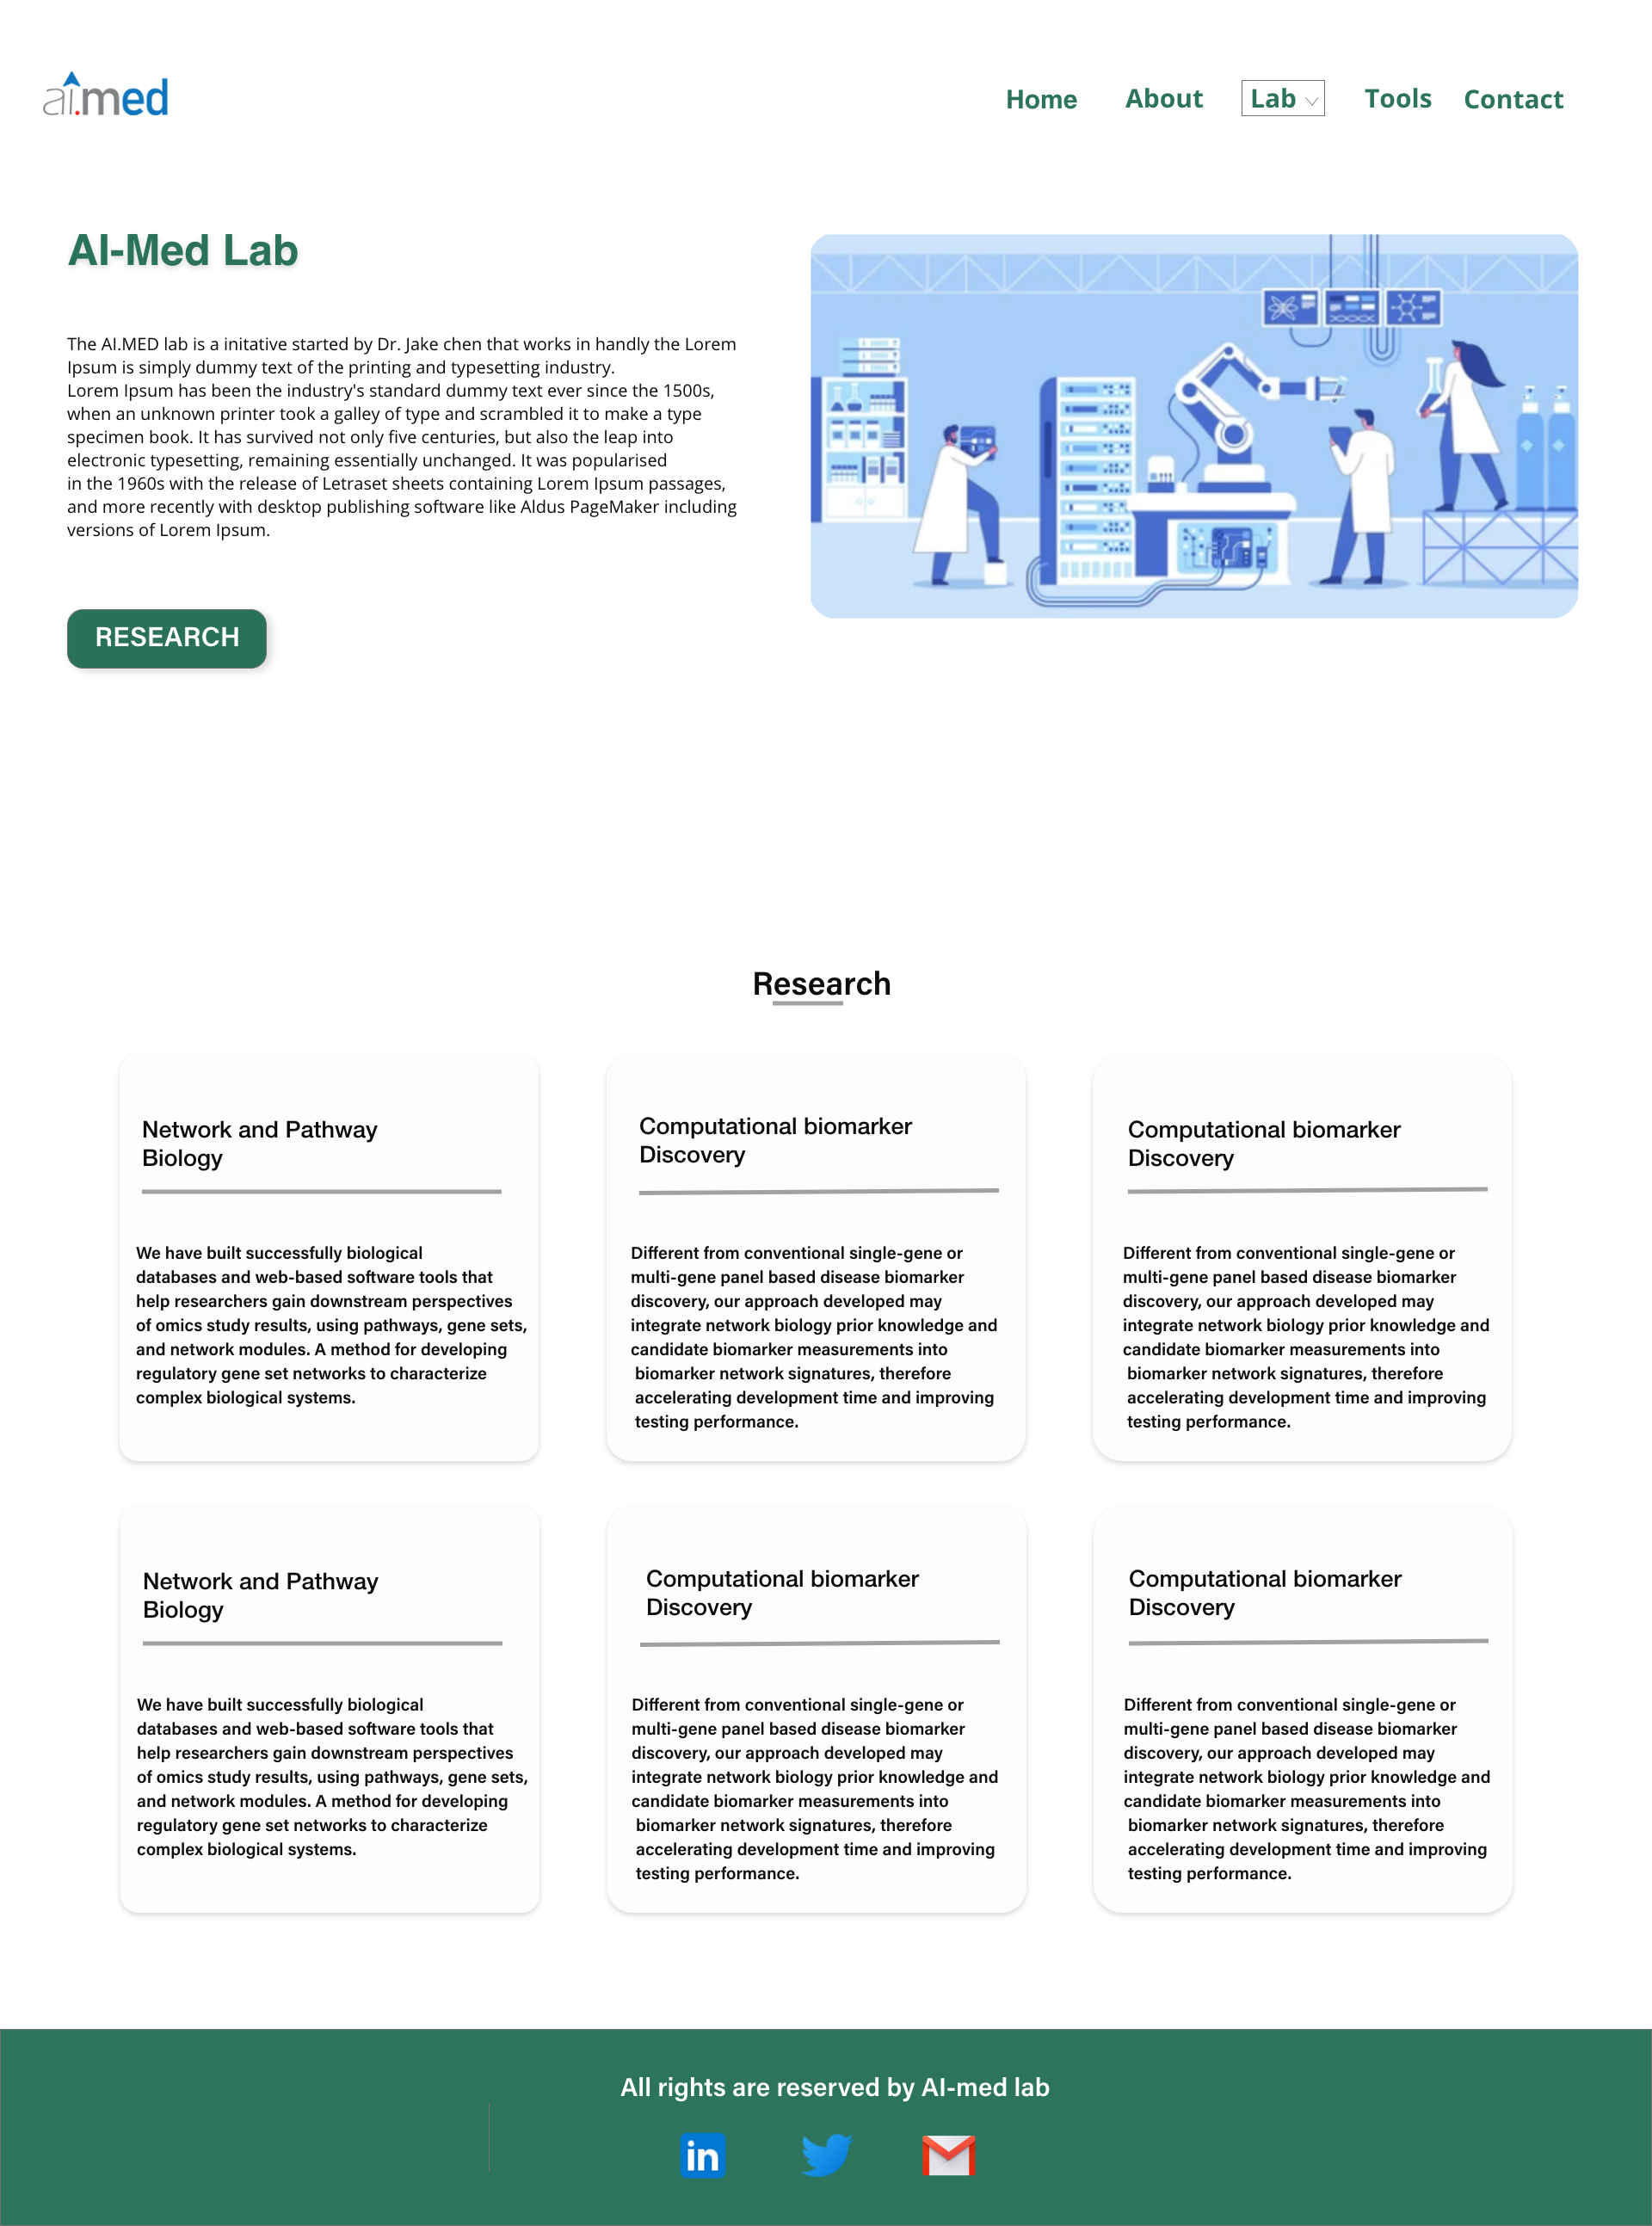 ai.med
Home About Lab Tools Contact
AI-Med Lab
The AI.MED lab is a initative started by Dr. Jake chen that works in handly the Lorem
Ipsum is simply dummy text of the printing and typesetting industry.
Lorem Ipsum has been the industry's standard dummy text ever since the 1500s,
when an unknown printer took a galley of type and scrambled it to make a type
specimen book. It has survived not only five centuries, but also the leap into
electronic typesetting, remaining essentially unchanged. It was popularised
in the 1960s with the release of Letraset sheets containing Lorem Ipsum passages,
and more recently with desktop publishing software like Aldus PageMaker including
versions of Lorem Ipsum.
RESEARCH
Research
Network and Pathway
Biology
We have built successfully biological
databases and web-based software tools that
help researchers gain downstream perspectives
of omics study results, using pathways, gene sets,
and network modules. A method for developing
regulatory gene set networks to characterize
complex biological systems.
Computational biomarker
Discovery
Different from conventional single-gene or
multi-gene panel based disease biomarker
discovery, our approach developed may
integrate network biology prior knowledge and
candidate biomarker measurements into
biomarker network signatures, therefore
accelerating development time and improving
testing performance.
Computational biomarker
Discovery
Different from conventional single-gene or
multi-gene panel based disease biomarker
discovery, our approach developed may
integrate network biology prior knowledge and
candidate biomarker measurements into
biomarker network signatures, therefore
accelerating development time and improving
testing performance.
Network and Pathway
Biology
We have built successfully biological
databases and web-based software tools that
help researchers gain downstream perspectives
of omics study results, using pathways, gene sets,
and network modules. A method for developing
regulatory gene set networks to characterize
complex biological systems.
Computational biomarker
Discovery
Different from conventional single-gene or
multi-gene panel based disease biomarker
discovery, our approach developed may
integrate network biology prior knowledge and
candidate biomarker measurements into
biomarker network signatures, therefore
accelerating development time and improving
testing performance.
Computational biomarker
Discovery
Different from conventional single-gene or
multi-gene panel based disease biomarker
discovery, our approach developed may
integrate network biology prior knowledge and
candidate biomarker measurements into
biomarker network signatures, therefore
accelerating development time and improving
testing performance.
All rights are reserved by AI-med lab
in